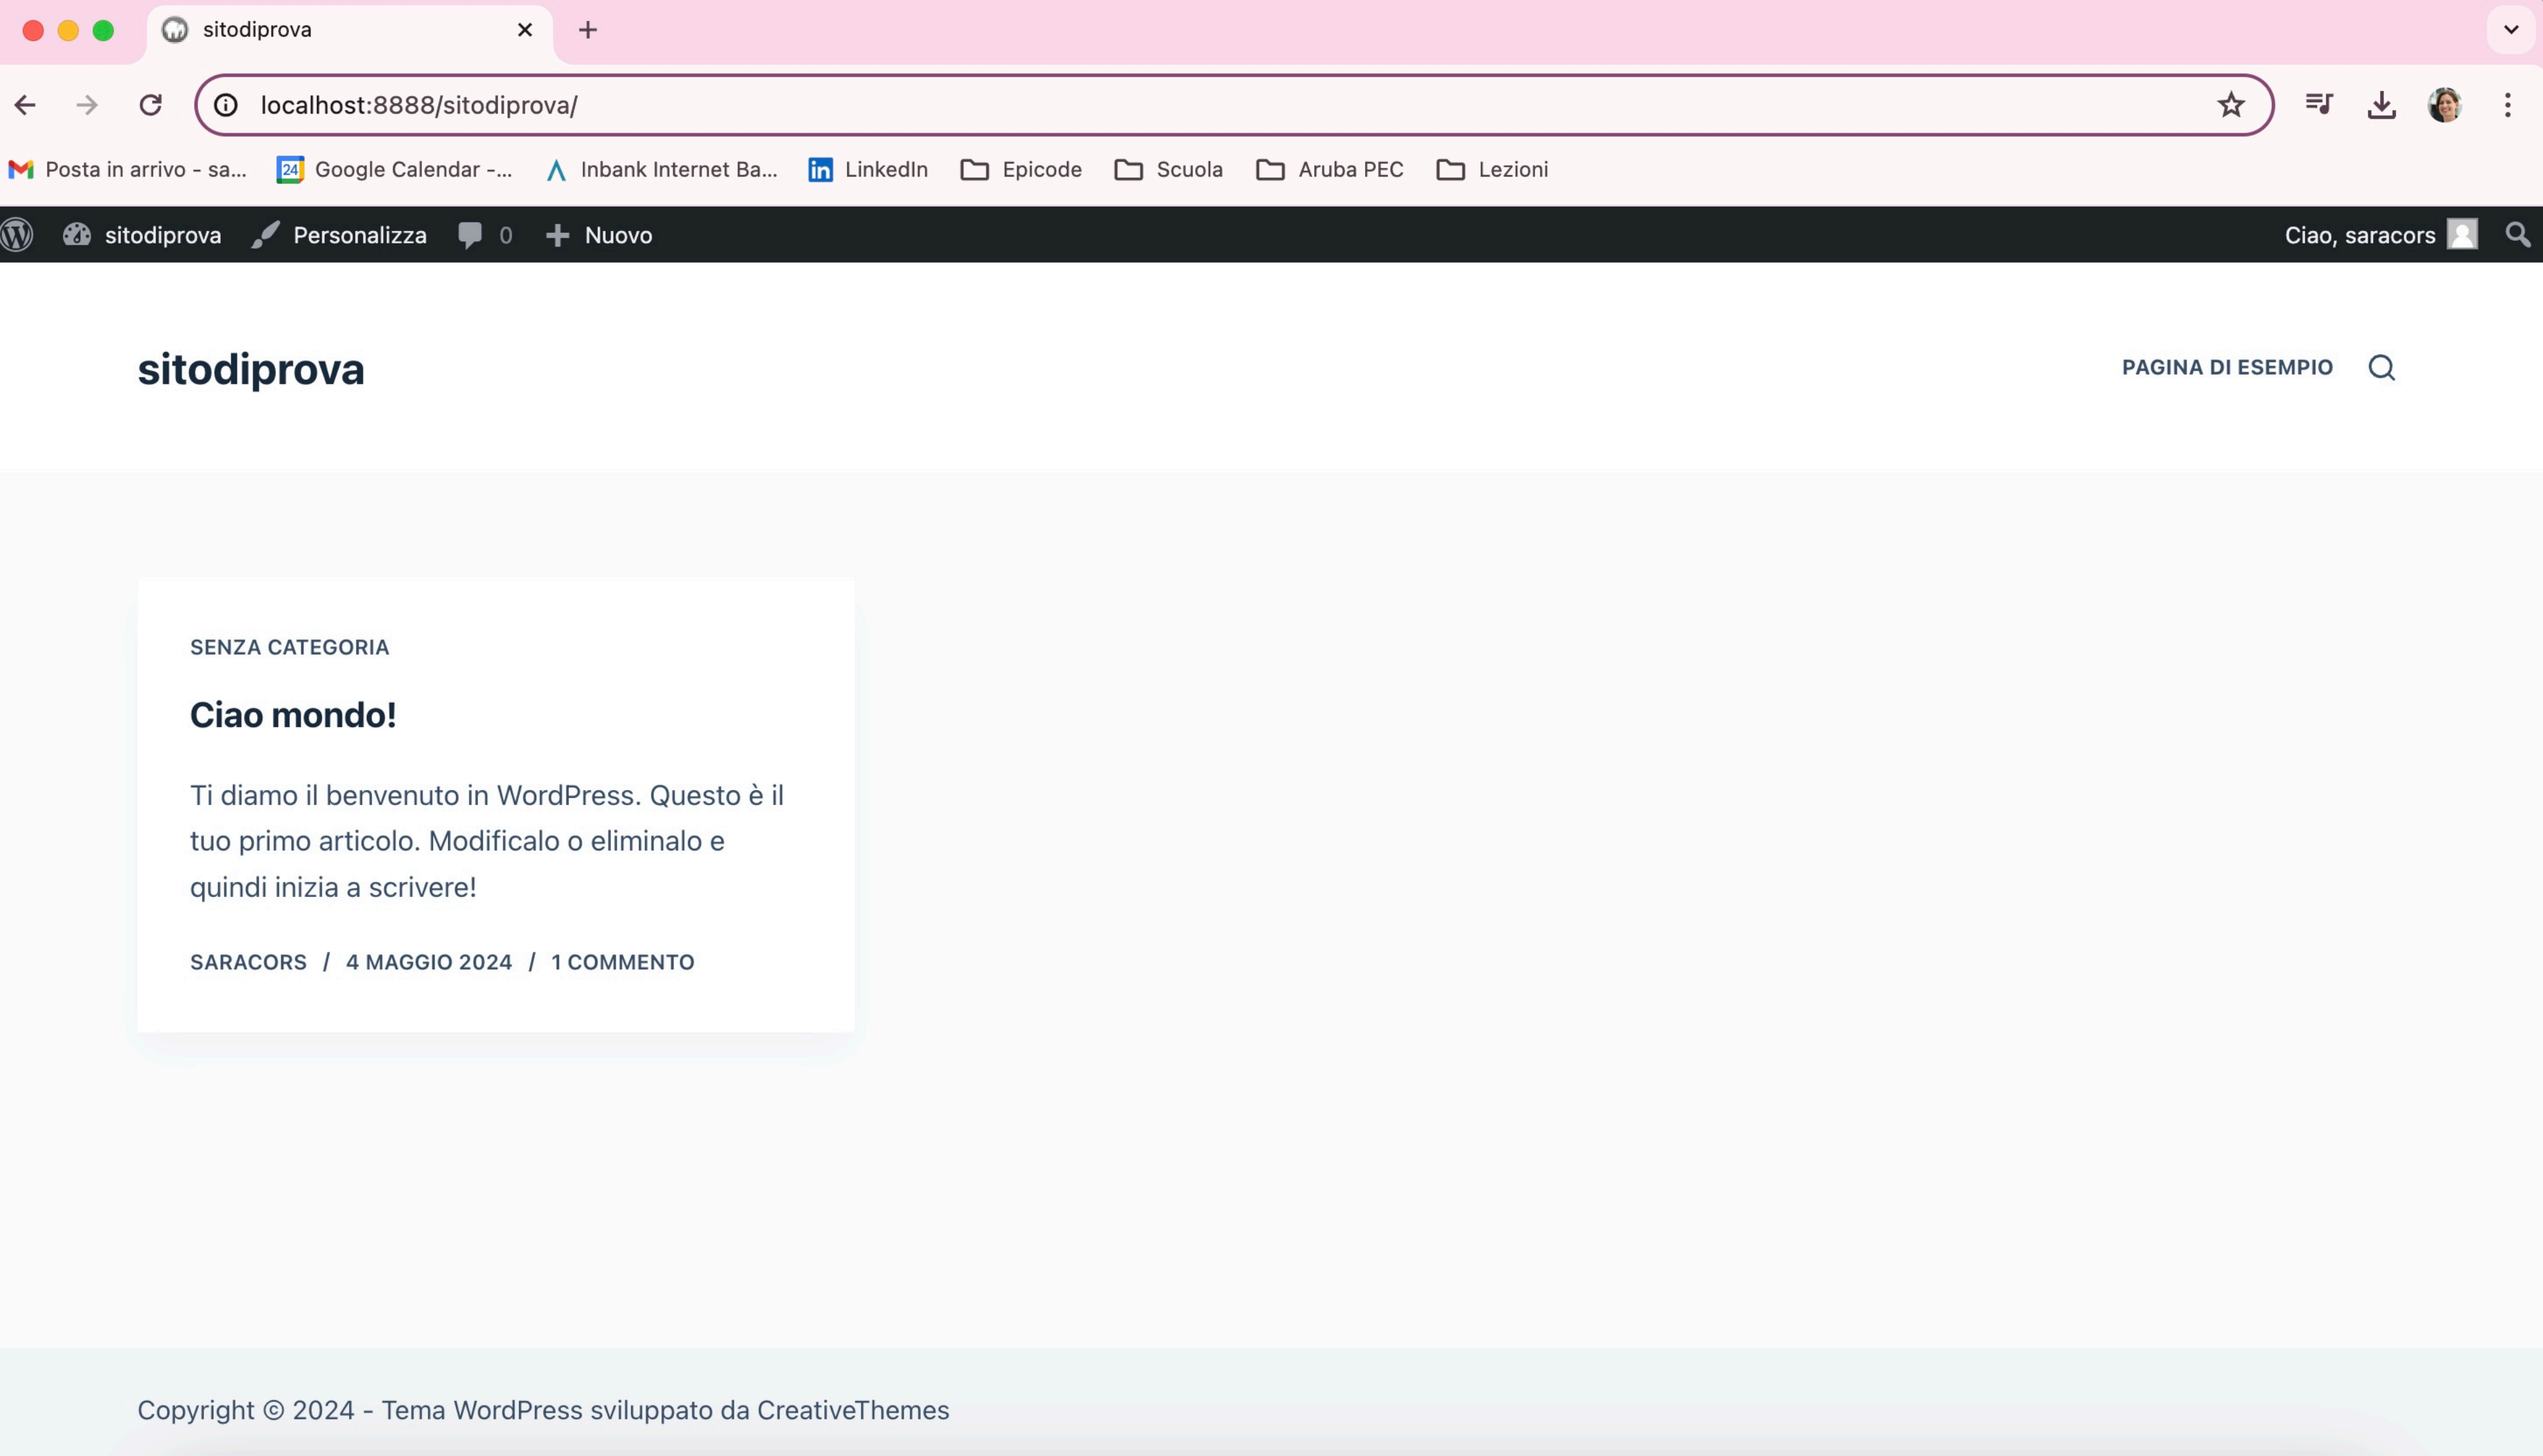 sitodiprova
localhost:8888/sitodiprova/
Posta in arrivo - sa... 24 Google Calendar -... Inbank Internet Ba... in LinkedIn Epicode Scuola Aruba PEC Lezioni
sitodiprova Personalizza 0 Nuovo Ciao, saracors
sitodiprova PAGINA DI ESEMPIO
SENZA CATEGORIA
Ciao mondo!
Ti diamo il benvenuto in WordPress. Questo è il
tuo primo articolo. Modificalo o eliminalo e
quindi inizia a scrivere!
SARACORS / 4 MAGGIO 2024 / 1 COMMENTO
Copyright © 2024 - Tema WordPress sviluppato da CreativeThemes